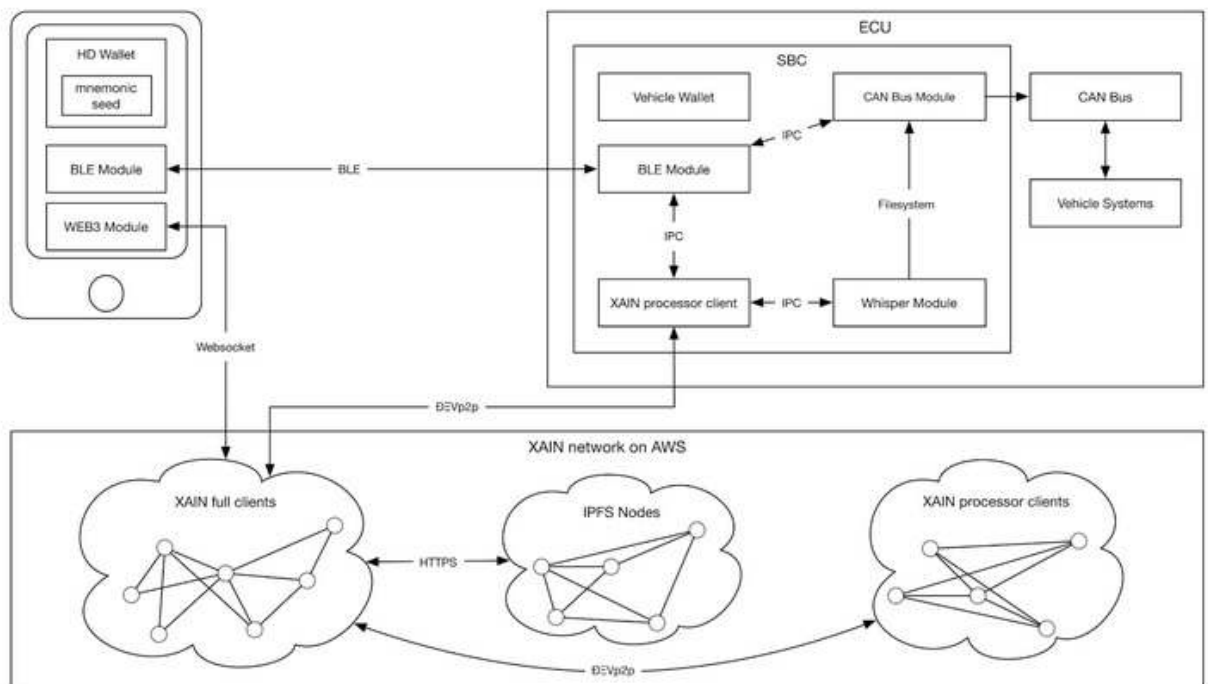 HD Wallet
mnemonic
seed
BLE Module
WEB3 Module
BLE
Websocket
ECU
SBC
Vehicle Wallet
CAN Bus Module
CAN Bus
IPC
BLE Module
Filesystem
Vehicle Systems
IPC
XAIN processor client
IPC
Whisper Module
ÐΞVp2p
XAIN network on AWS
XAIN full clients
IPFS Nodes
XAIN processor clients
HTTPS
ÐΞVp2p